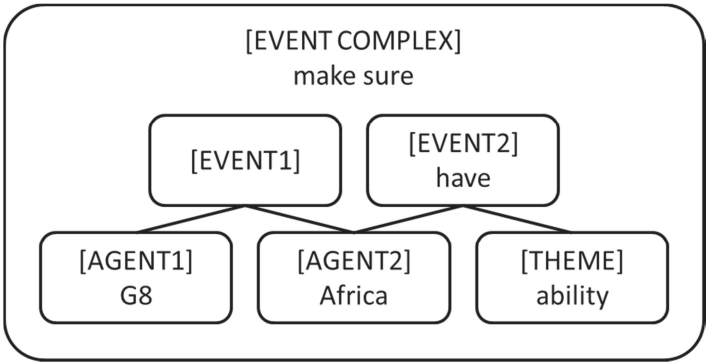 [EVENT COMPLEX]
make sure
[EVENT1]
[EVENT2]
have
[AGENT1]
G8
[AGENT2]
Africa
[THEME]
ability